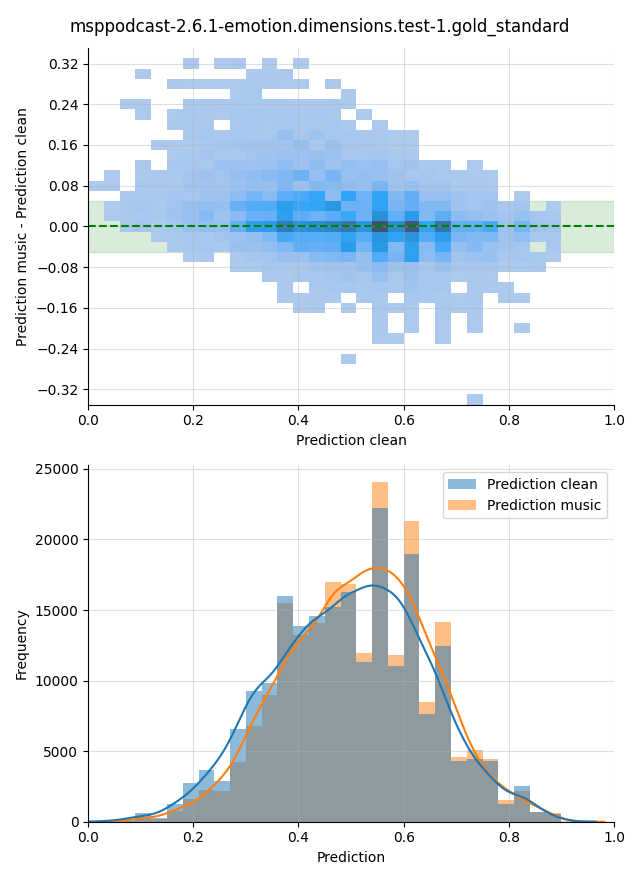 msppodcast-2.6.1-emotion.dimensions.test-1.gold_standard
Prediction music - Prediction clean
0.32
0.24
0.16
0.08
0.00
−0.08
−0.16
−0.24
−0.32
0.0 0.2 0.4 0.6 0.8 1.0
Prediction clean
Frequency
25000
20000
15000
10000
5000
0
Prediction clean
Prediction music
0.0 0.2 0.4 0.6 0.8 1.0
Prediction